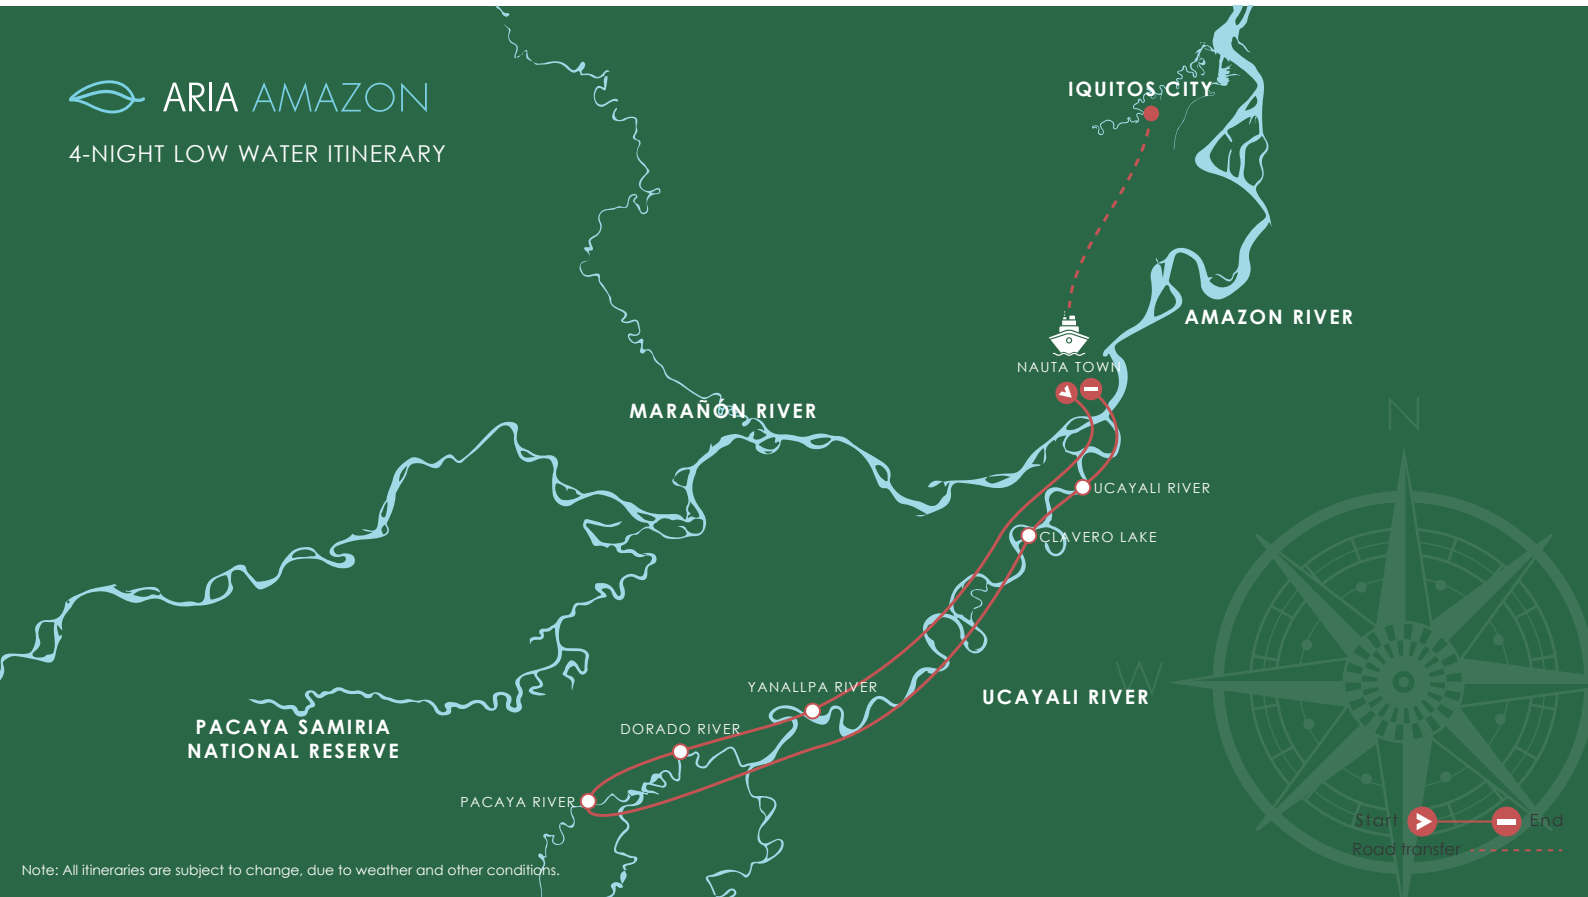 ARIA AMAZON
4-NIGHT LOW WATER ITINERARY
IQUITOS CITY
AMAZON RIVER
NAUTA TOWN
MARAÑÓN RIVER
N
UCAYALI RIVER
CLAVERO LAKE
W
YANALLPA RIVER
UCAYALI RIVER
PACAYA SAMIRIA
NATIONAL RESERVE
DORADO RIVER
PACAYA RIVER
Start End
Road transfer
Note: All itineraries are subject to change, due to weather and other conditions.